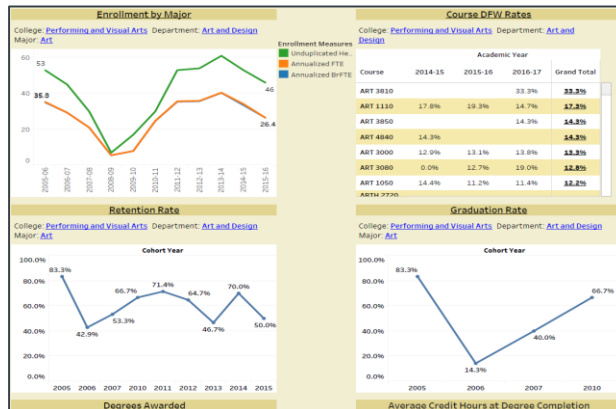 Enrollment by Major
College: Performing and Visual Arts Department: Art and Design
Major: Art
Enrollment Measures
Unduplicated He..
Annualized FTE
Annualized BrFTE
60
40
20
0
53
35.3
46
26.4
2005-06
2006-07
2007-08
2008-09
2009-10
2010-11
2011-12
2012-13
2013-14
2014-15
2015-16
Course DFW Rates
College: Performing and Visual Arts Department: Art and
Design
Academic Year
Course 2014-15 2015-16 2016-17 Grand Total
ART 3810 33.3% 33.3%
ART 1110 17.8% 19.3% 14.7% 17.3%
ART 3850 14.3% 14.3%
ART 4840 14.3% 14.3%
ART 3000 12.9% 13.1% 13.8% 13.3%
ART 3080 0.0% 12.7% 19.0% 12.8%
ART 1050 14.4% 11.2% 11.4% 12.2%
ARTH 2720
Retention Rate
College: Performing and Visual Arts Department: Art and Design
Major: Art
Cohort Year
100.0%
80.0%
60.0%
40.0%
20.0%
0.0%
83.3%
42.9%
53.3%
66.7%
71.4%
64.7%
46.7%
70.0%
50.0%
2005 2006 2007 2010 2011 2012 2013 2014 2015
Graduation Rate
College: Performing and Visual Arts Department: Art and Design
Major: Art
Cohort Year
100.0%
80.0%
60.0%
40.0%
20.0%
0.0%
83.3%
14.3%
40.0%
66.7%
2005 2006 2007 2010
Degrees Awarded
Average Credit Hours at Degree Completion